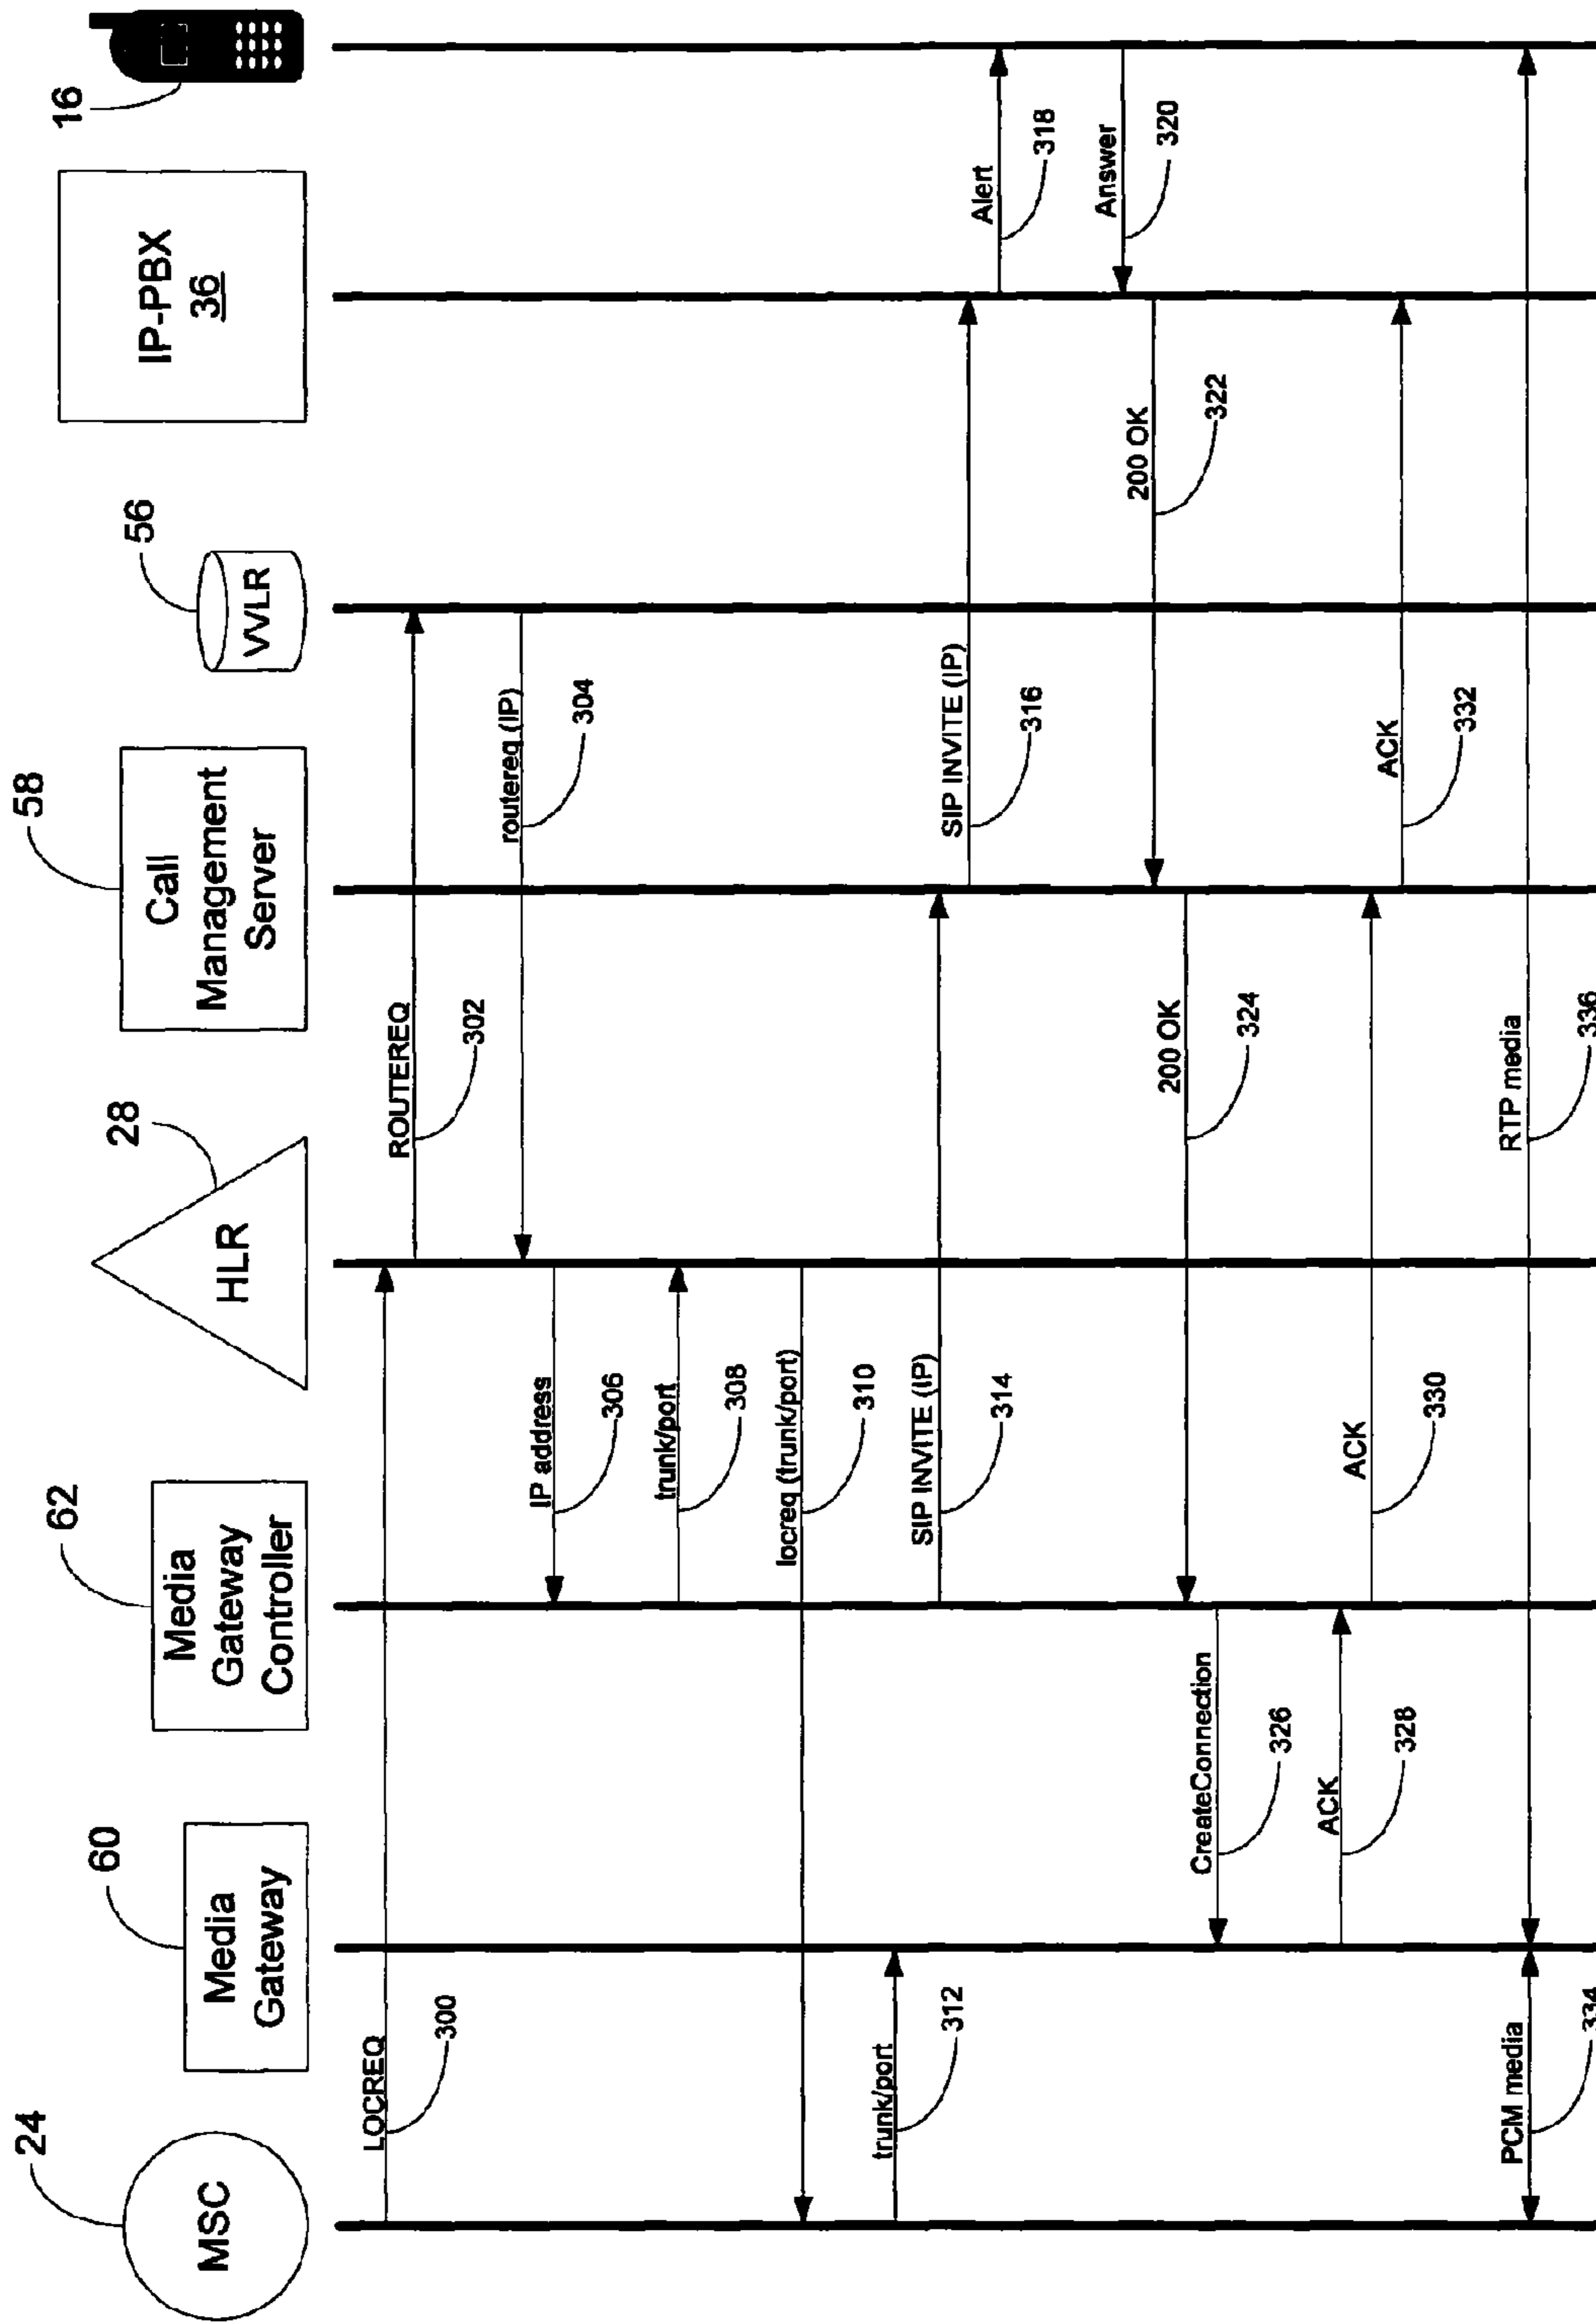 24
MSC
60
Media
Gateway
62
Media
Gateway
Controller
28
HLR
58
Call
Management
Server
56
VVLR
IP-PBX
36
16
LOCREQ
300
ROUTEREQ
302
routereq (IP)
304
IP address
306
trunk/port
308
locreq (trunk/port)
310
trunk/port
312
SIP INVITE (IP)
314
SIP INVITE (IP)
316
Alert
318
Answer
320
200 OK
322
200 OK
324
CreateConnection
326
ACK
328
ACK
330
ACK
332
PCM media
334
RTP media
336